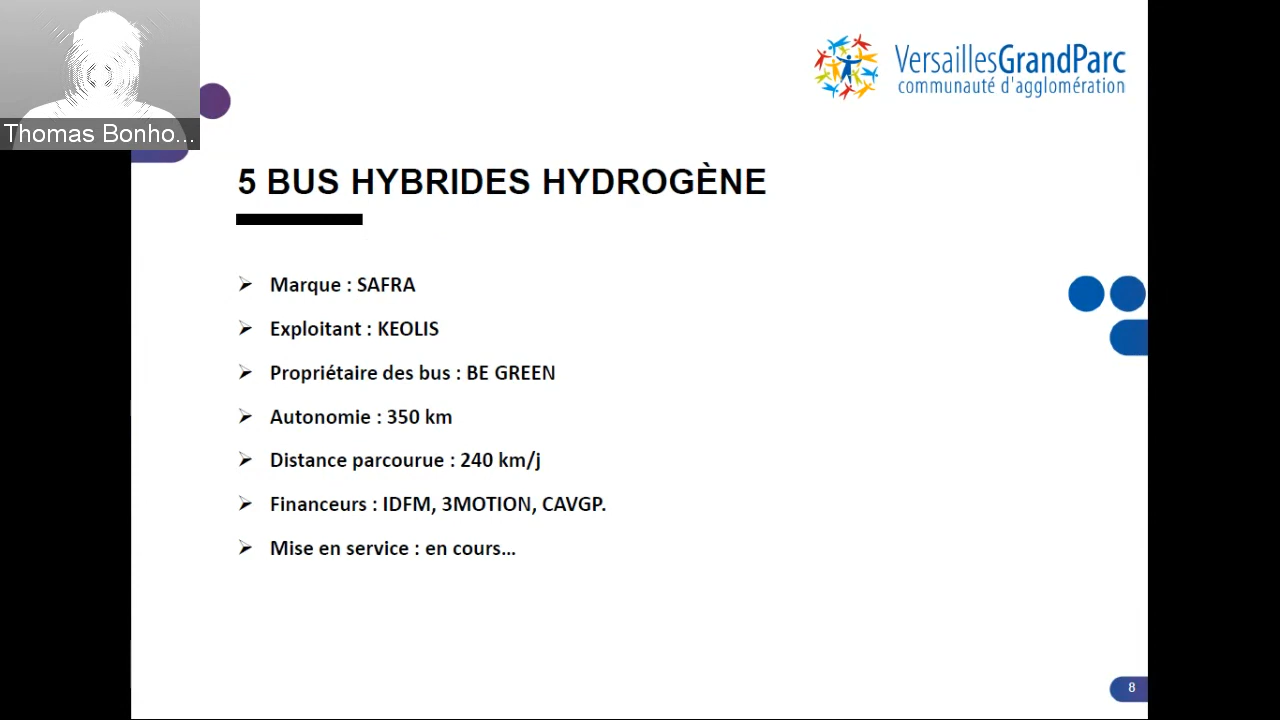 VersaillesGrandParc
communauté d'agglomération
Thomas Bonho...
5 BUS HYBRIDES HYDROGÈNE
➢ Marque : SAFRA
➢ Exploitant : KEOLIS
➢ Propriétaire des bus : BE GREEN
➢ Autonomie : 350 km
➢ Distance parcourue : 240 km/j
➢ Financeurs : IDFM, 3MOTION, CAVGP.
➢ Mise en service : en cours...
8